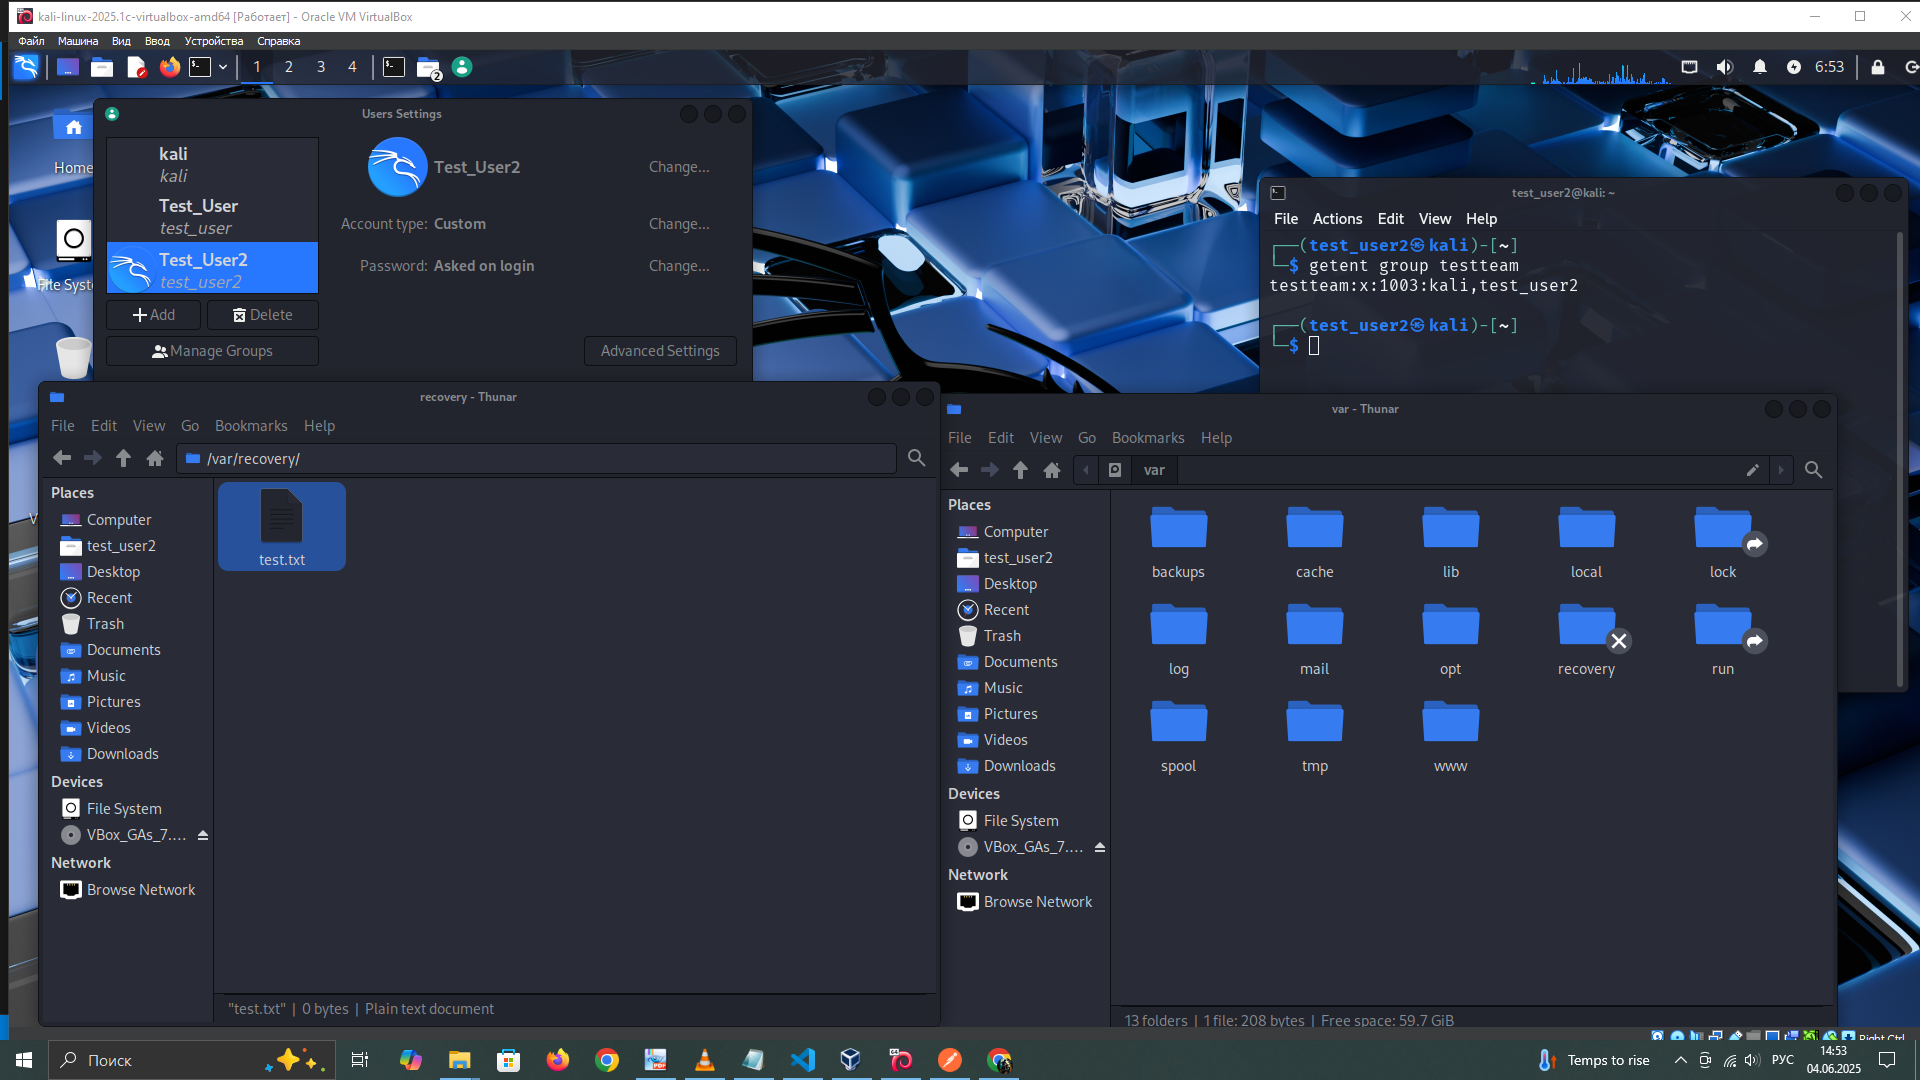 kali-linux-2025.1c-virtualbox-amd64 [Работает] - Oracle VM VirtualBox
Файл Машина Вид Ввод Устройства Справка
1 2 3 4
2
6:53
Home
File Syst
Users Settings
kali
kali
Test_User
test_user
Test_User2
test_user2
Add
Delete
Manage Groups
Test_User2
Change...
Account type: Custom
Change...
Password: Asked on login
Change...
Advanced Settings
test_user2@kali: ~
File Actions Edit View Help
(test_user2㉿kali)-[~]
$ getent group testteam
testteam:x:1003:kali,test_user2
(test_user2㉿kali)-[~]
$
recovery - Thunar
File Edit View Go Bookmarks Help
/var/recovery/
Places
Computer
test_user2
Desktop
Recent
Trash
Documents
Music
Pictures
Videos
Downloads
Devices
File System
VBox_GAs_7....
Network
Browse Network
test.txt
"test.txt" | 0 bytes | Plain text document
var - Thunar
File Edit View Go Bookmarks Help
var
Places
Computer
test_user2
Desktop
Recent
Trash
Documents
Music
Pictures
Videos
Downloads
Devices
File System
VBox_GAs_7....
Network
Browse Network
backups cache lib local lock
log mail opt recovery run
spool tmp www
13 folders | 1 file: 208 bytes | Free space: 59.7 GiB
Right Ctrl
Поиск
Temps to rise
РУС
14:53
04.06.2025